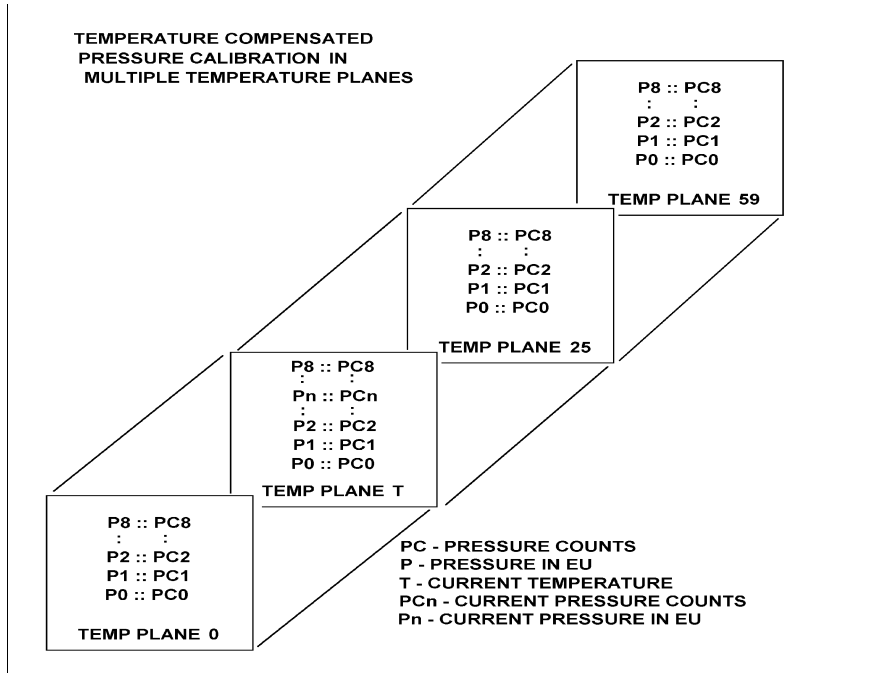 TEMPERATURE COMPENSATED
PRESSURE CALIBRATION IN
MULTIPLE TEMPERATURE PLANES
P8 :: PC8
: :
P2 :: PC2
P1 :: PC1
P0 :: PC0
TEMP PLANE 59
P8 :: PC8
: :
P2 :: PC2
P1 :: PC1
P0 :: PC0
TEMP PLANE 25
P8 :: PC8
: :
Pn :: PCn
: :
P2 :: PC2
P1 :: PC1
P0 :: PC0
TEMP PLANE T
P8 :: PC8
: :
P2 :: PC2
P1 :: PC1
P0 :: PC0
TEMP PLANE 0
PC - PRESSURE COUNTS
P - PRESSURE IN EU
T - CURRENT TEMPERATURE
PCn - CURRENT PRESSURE COUNTS
Pn - CURRENT PRESSURE IN EU